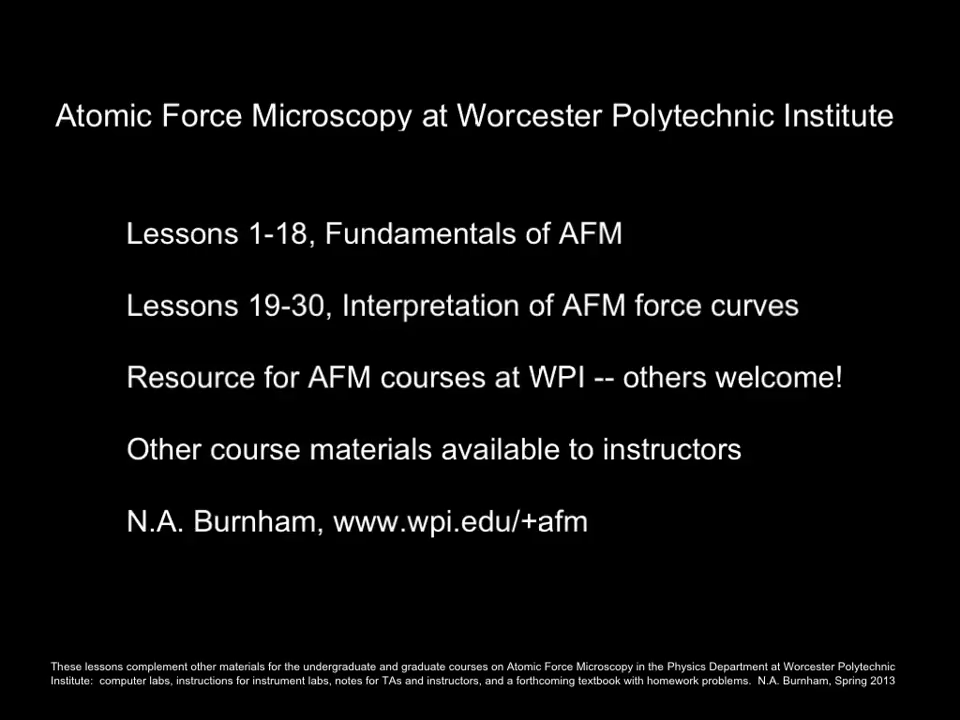 Atomic Force Microscopy at Worcester Polytechnic Institute
Lessons 1-18, Fundamentals of AFM
Lessons 19-30, Interpretation of AFM force curves
Resource for AFM courses at WPI -- others welcome!
Other course materials available to instructors
N.A. Burnham, www.wpi.edu/+afm
These lessons complement other materials for the undergraduate and graduate courses on Atomic Force Microscopy in the Physics Department at Worcester Polytechnic
Institute:  computer labs, instructions for instrument labs, notes for TAs and instructors, and a forthcoming textbook with homework problems.  N.A. Burnham, Spring 2013